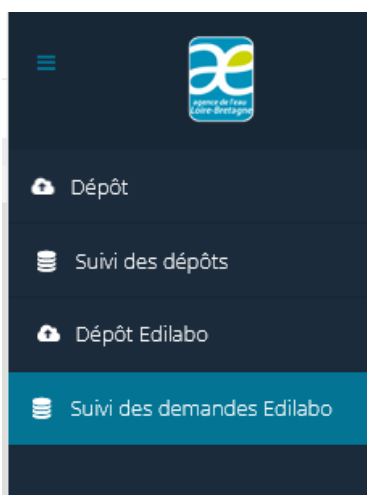 agence de l'eau
Loire-Bretagne
Dépôt
Suivi des dépôts
Dépôt Edilabo
Suivi des demandes Edilabo